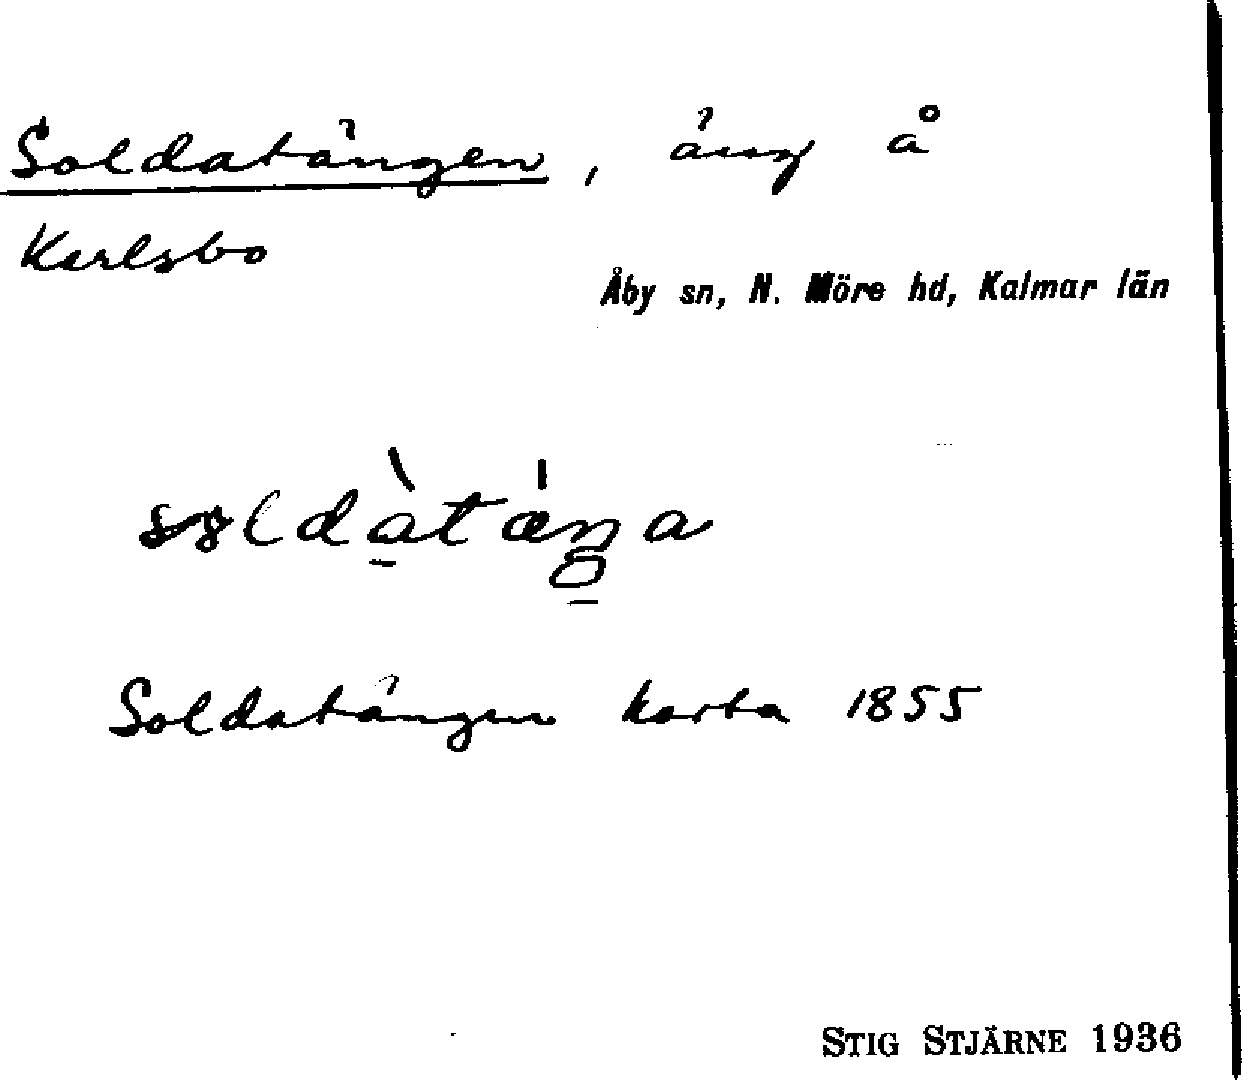 Soldatängen, äng å
Karlsbo
Åby sn, N. Möre hd, Kalmar län
Soldatängen karta 1855
STIG STJÄRNE 1936